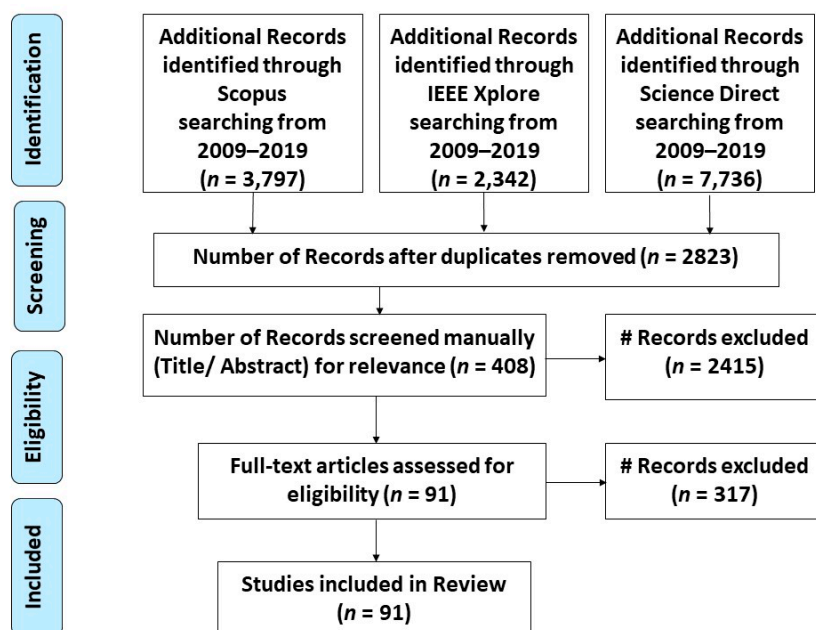 Identification
Additional Records
identified through
Scopus
searching from
2009–2019
(n = 3,797)
Additional Records
identified through
IEEE Xplore
searching from
2009–2019
(n = 2,342)
Additional Records
identified through
Science Direct
searching from
2009–2019
(n = 7,736)
Screening
Number of Records after duplicates removed (n = 2823)
Number of Records screened manually
(Title/ Abstract) for relevance (n = 408)
# Records excluded
(n = 2415)
Eligibility
Full-text articles assessed for
eligibility (n = 91)
# Records excluded
(n = 317)
Included
Studies included in Review
(n = 91)